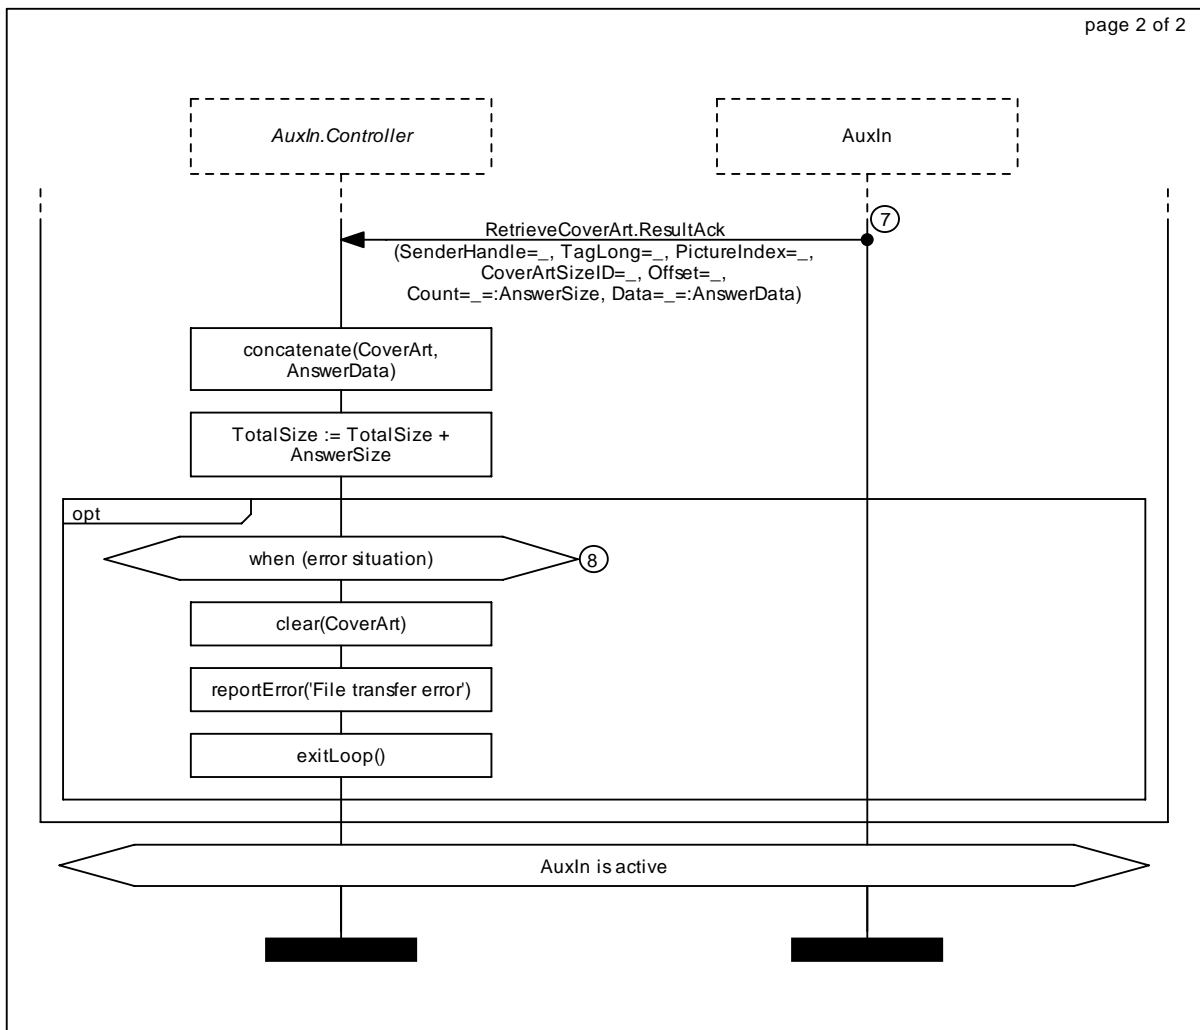 page 2 of 2
AuxIn.Controller
AuxIn
7
RetrieveCoverArt.ResultAck
(SenderHandle=_, TagLong=_, PictureIndex=_,
CoverArtSizeID=_, Offset=_,
Count=_=:AnswerSize, Data=_=:AnswerData)
concatenate(CoverArt,
AnswerData)
TotalSize := TotalSize +
AnswerSize
opt
when (error situation)
8
clear(CoverArt)
reportError('File transfer error')
exitLoop()
AuxIn is active